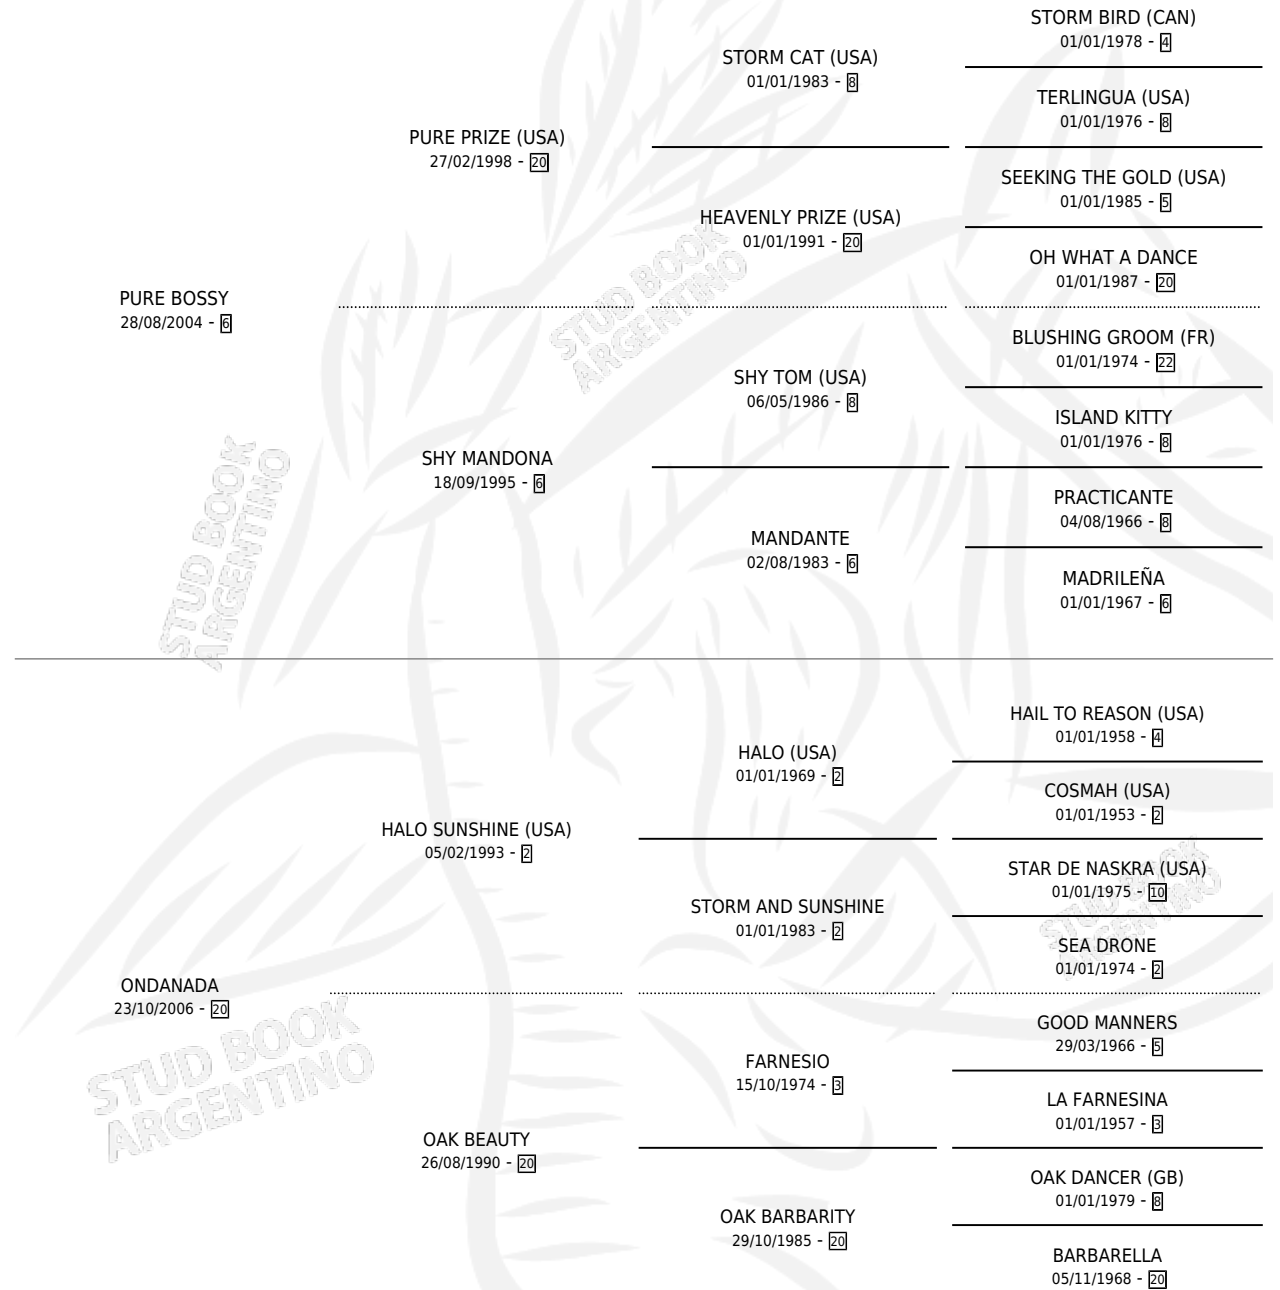 STORM BIRD (CAN)
01/01/1978 - 4
STORM CAT (USA)
01/01/1983 - 8
TERLINGUA (USA)
01/01/1976 - 8
PURE PRIZE (USA)
27/02/1998 - 20
SEEKING THE GOLD (USA)
01/01/1985 - 5
HEAVENLY PRIZE (USA)
01/01/1991 - 20
OH WHAT A DANCE
01/01/1987 - 20
PURE BOSSY
28/08/2004 - 6
BLUSHING GROOM (FR)
01/01/1974 - 22
SHY TOM (USA)
06/05/1986 - 8
ISLAND KITTY
01/01/1976 - 8
SHY MANDONA
18/09/1995 - 6
PRACTICANTE
04/08/1966 - 8
MANDANTE
02/08/1983 - 6
MADRILEÑA
01/01/1967 - 6
STUD BOOK
ARGENTINO
STUD BOOK
ARGENTINO
HAIL TO REASON (USA)
01/01/1958 - 4
HALO (USA)
01/01/1969 - 2
COSMAH (USA)
01/01/1953 - 2
HALO SUNSHINE (USA)
05/02/1993 - 2
STAR DE NASKRA (USA)
01/01/1975 - 10
STORM AND SUNSHINE
01/01/1983 - 2
SEA DRONE
01/01/1974 - 2
ONDANADA
23/10/2006 - 20
GOOD MANNERS
29/03/1966 - 5
FARNESIO
15/10/1974 - 3
LA FARNESINA
01/01/1957 - 3
OAK BEAUTY
26/08/1990 - 20
OAK DANCER (GB)
01/01/1979 - 8
OAK BARBARITY
29/10/1985 - 20
BARBARELLA
05/11/1968 - 20
STUD BOOK
ARGENTINO
STUD BOOK
ARGENTINO